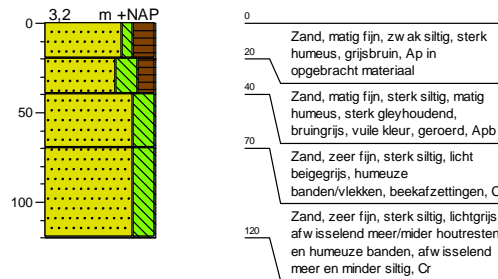 3,2 m +NAP
0
50
100
0
Zand, matig fijn, zwak siltig, sterk
humeus, grijsbruin, Ap in
opgebracht materiaal
20
Zand, matig fijn, sterk siltig, matig
humeus, sterk gleyhoudend,
bruingrijs, vuile kleur, geroerd, Apb
40
Zand, zeer fijn, sterk siltig, licht
beigegrijs, humeuze
banden/vlekken, beekafzettingen, C
70
Zand, zeer fijn, sterk siltig, lichtgrijs
afwisselend meer/mider houtresten
en humeuze banden, afwisselend
meer en minder siltig, Cr
120